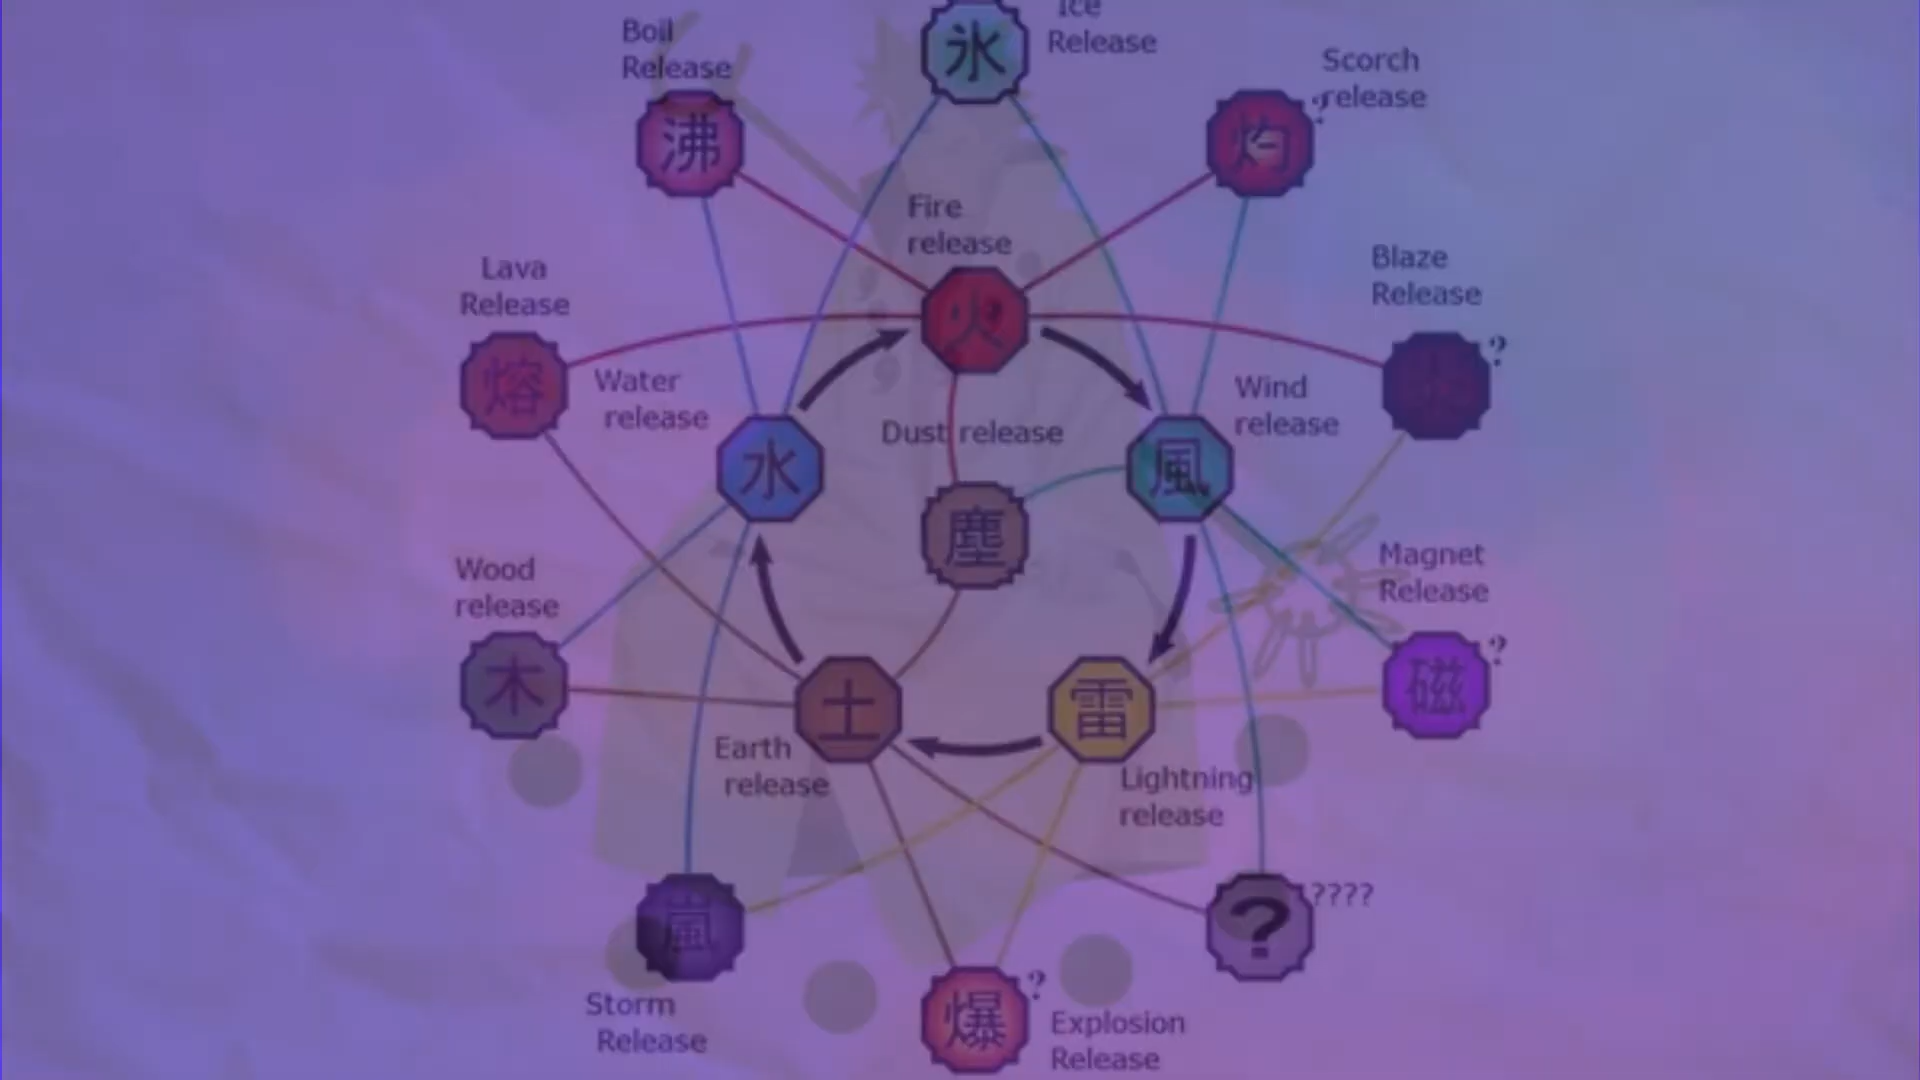 Ice
Release
氷
Boil
Release
沸
Scorch
release
?
灼
Fire
release
火
Lava
Release
熔
Blaze
Release
?
Water
release
水
Dust release
塵
Wind
release
風
Wood
release
木
Magnet
Release
?
磁
Earth
release
土
雷
Lightning
release
嵐
Storm
Release
?
????
爆
?
Explosion
Release